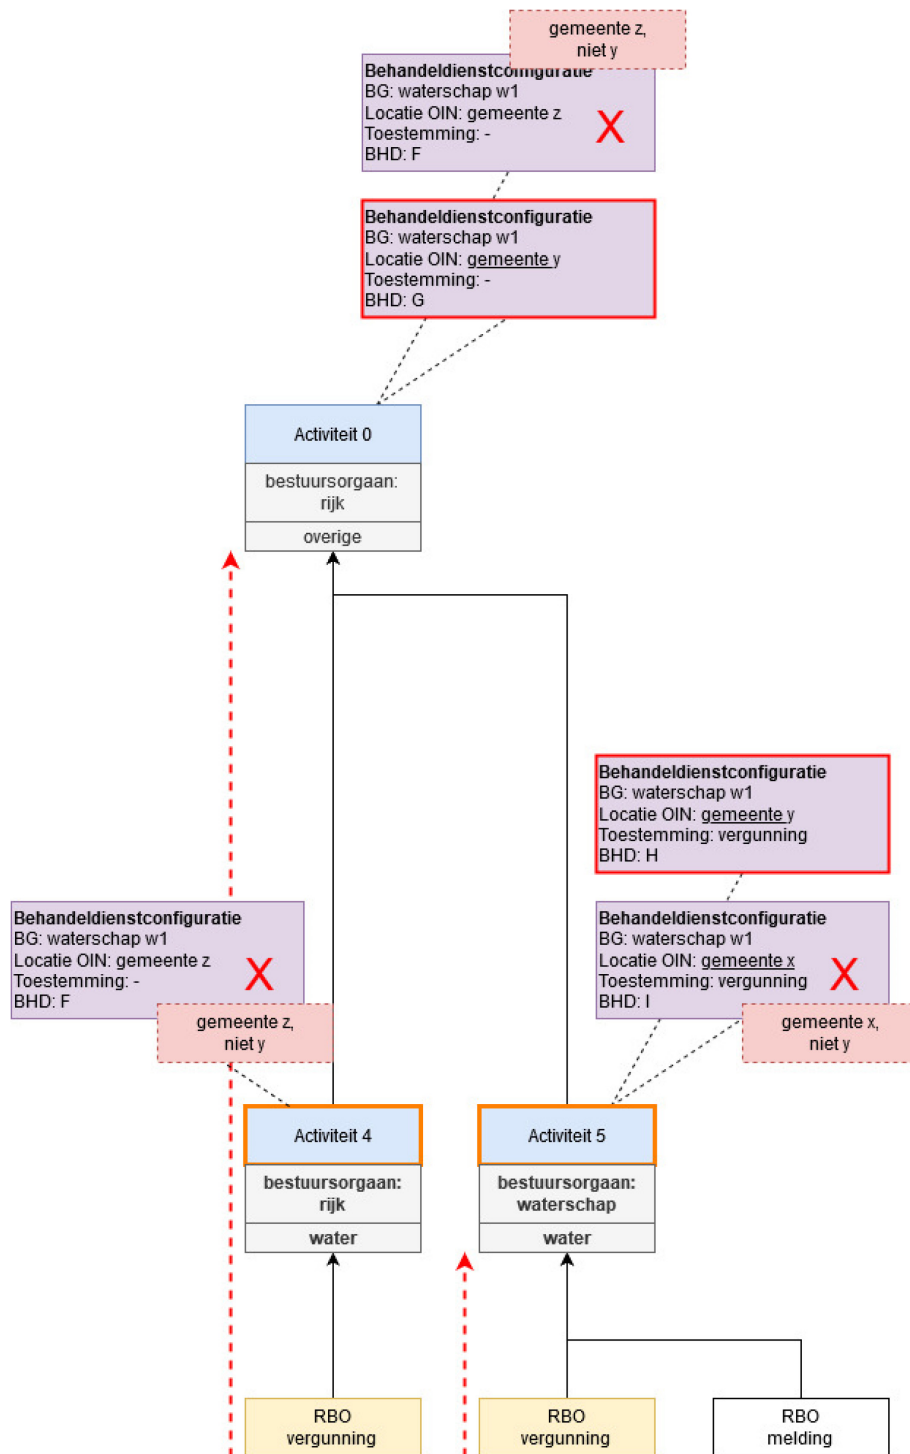 gemeente z,
niet y
Behandeldienstconfiguratie
BG: waterschap w1
Locatie OIN: gemeente z
Toestemming: -
BHD: F
X
Behandeldienstconfiguratie
BG: waterschap w1
Locatie OIN: gemeente y
Toestemming: -
BHD: G
Activiteit 0
bestuursorgaan:
rijk
overige
Behandeldienstconfiguratie
BG: waterschap w1
Locatie OIN: gemeente y
Toestemming: vergunning
BHD: H
Behandeldienstconfiguratie
BG: waterschap w1
Locatie OIN: gemeente z
Toestemming: -
BHD: F
X
gemeente z,
niet y
Behandeldienstconfiguratie
BG: waterschap w1
Locatie OIN: gemeente x
Toestemming: vergunning
BHD: I
X
gemeente x,
niet y
Activiteit 4
bestuursorgaan:
rijk
water
Activiteit 5
bestuursorgaan:
waterschap
water
RBO
vergunning
RBO
vergunning
RBO
melding